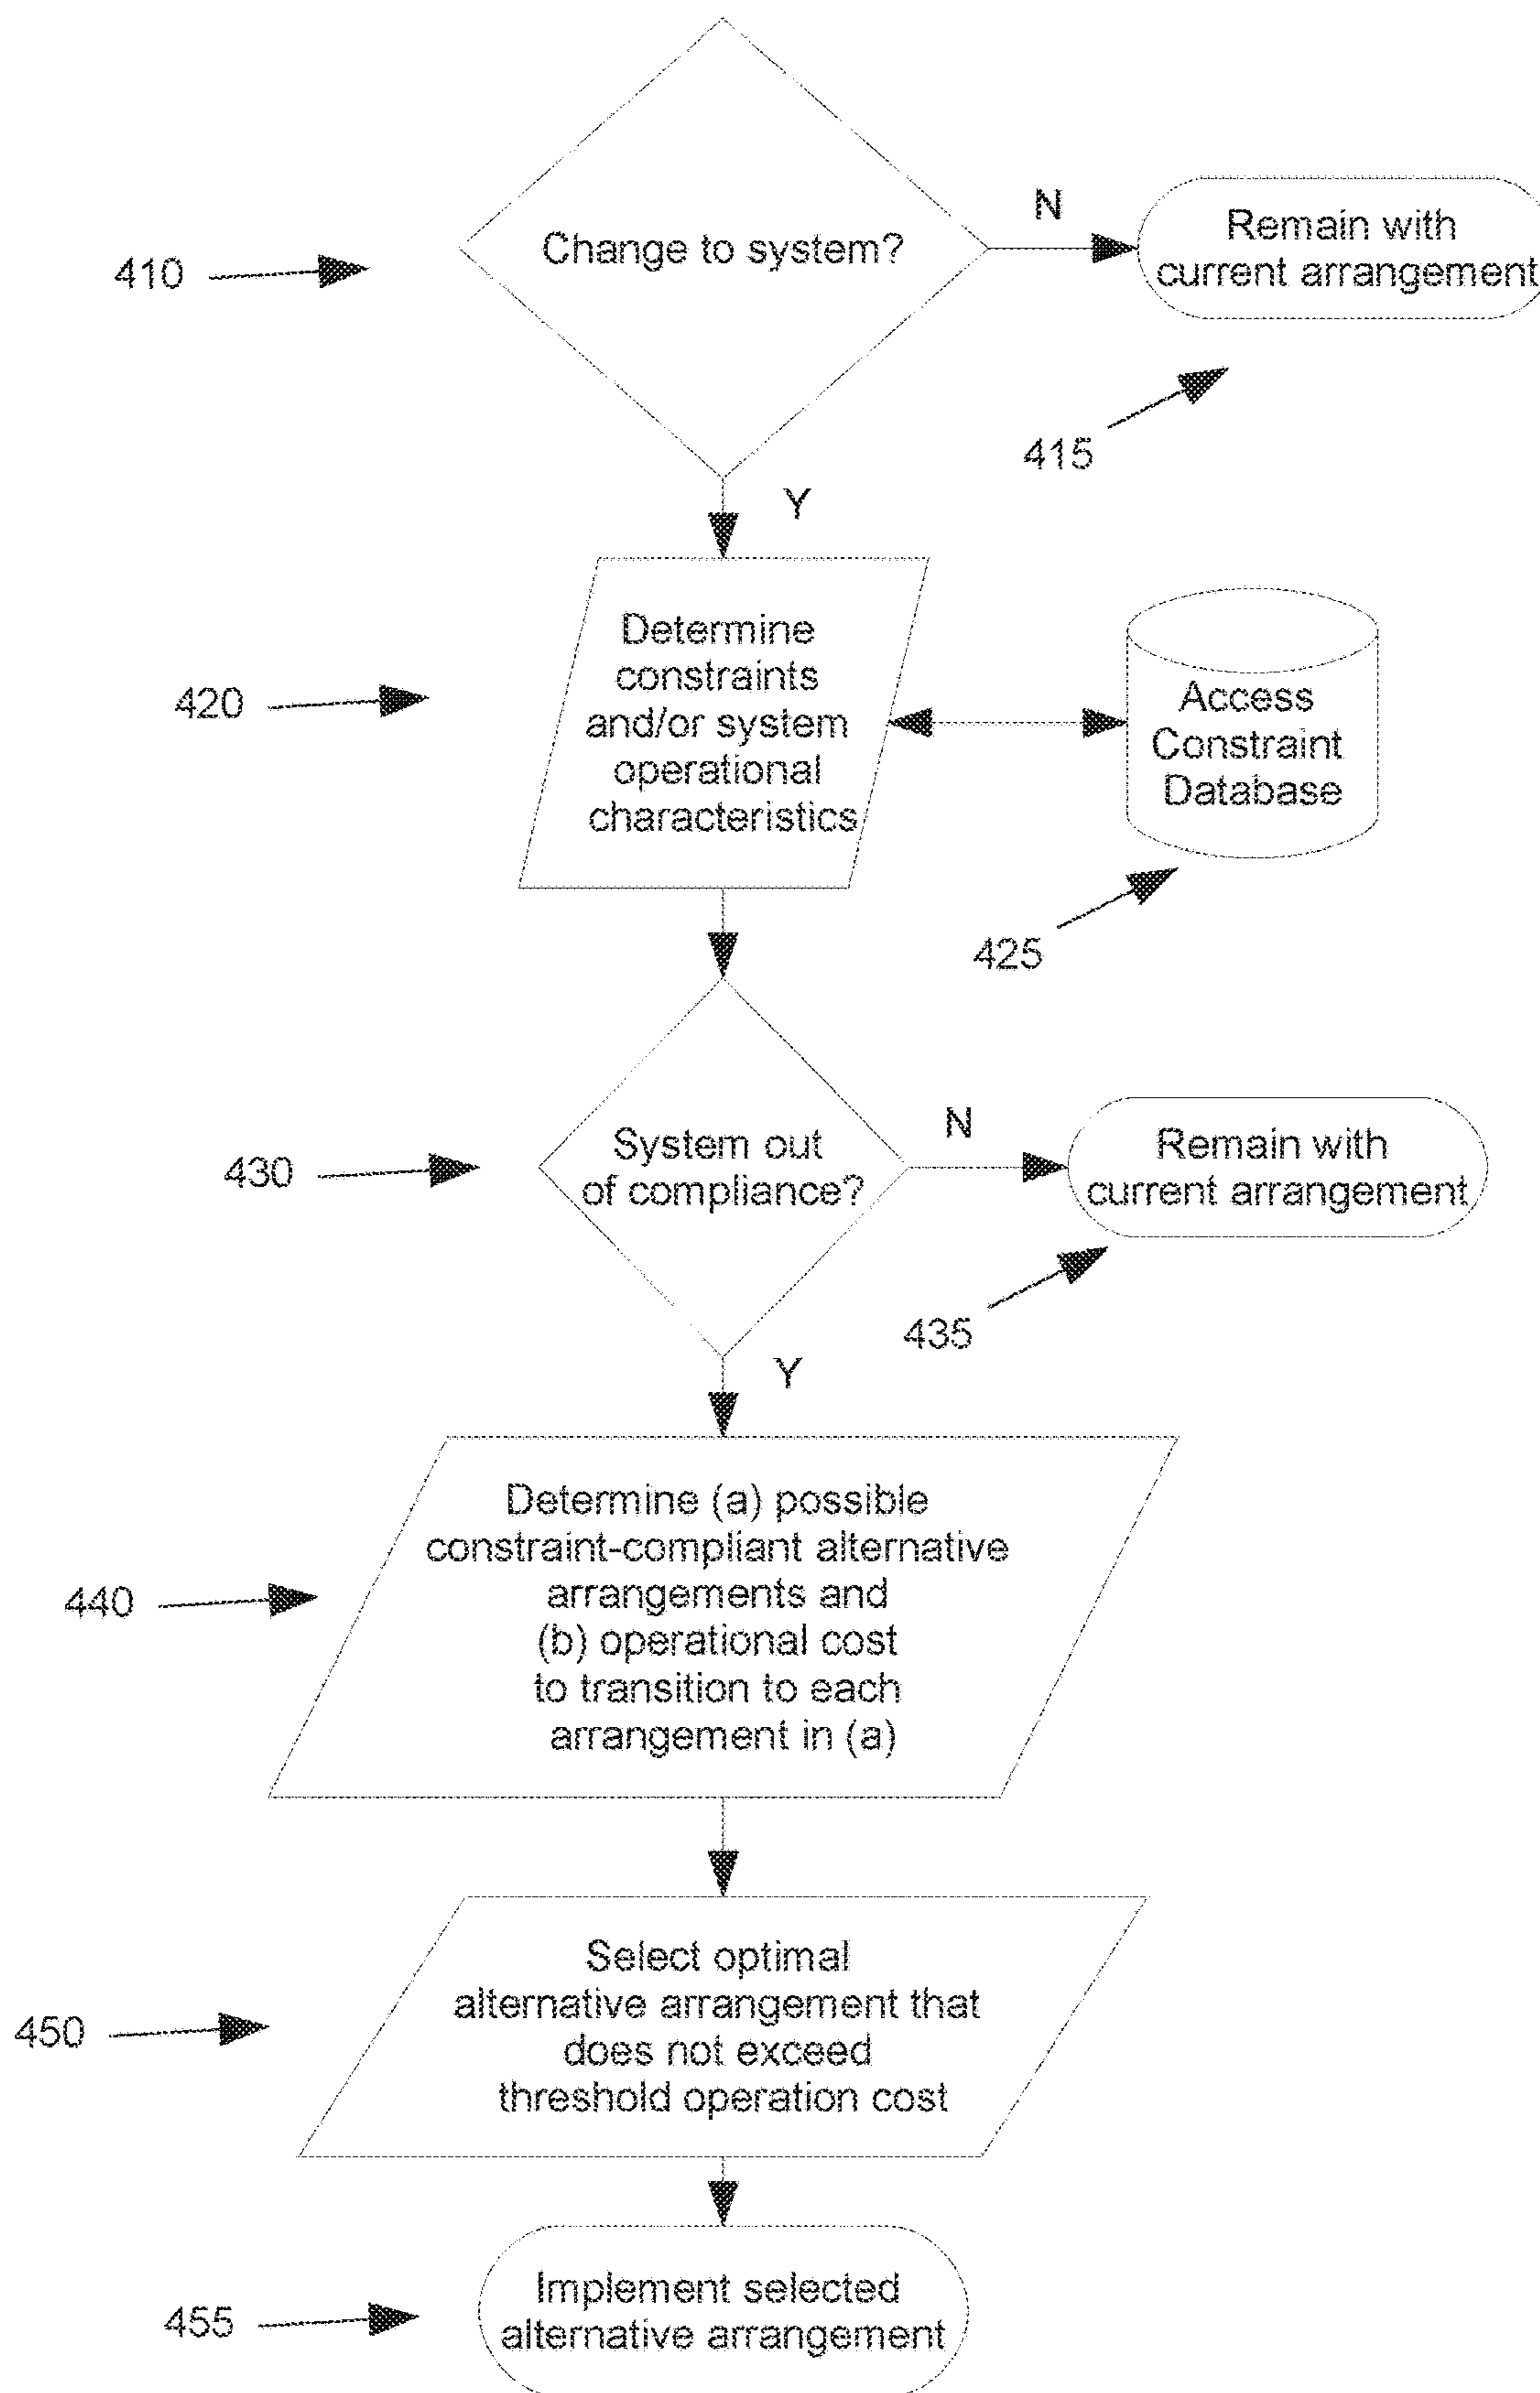 Change to system?
N
Remain with
current arrangement
410
415
Y
Determine
constraints
and/or system
operational
characteristics
Access
Constraint
Database
420
425
System out
of compliance?
N
Remain with
current arrangement
430
435
Y
Determine (a) possible
constraint-compliant alternative
arrangements and
(b) operational cost
to transition to each
arrangement in (a)
440
Select optimal
alternative arrangement that
does not exceed
threshold operation cost
450
Implement selected
alternative arrangement
455